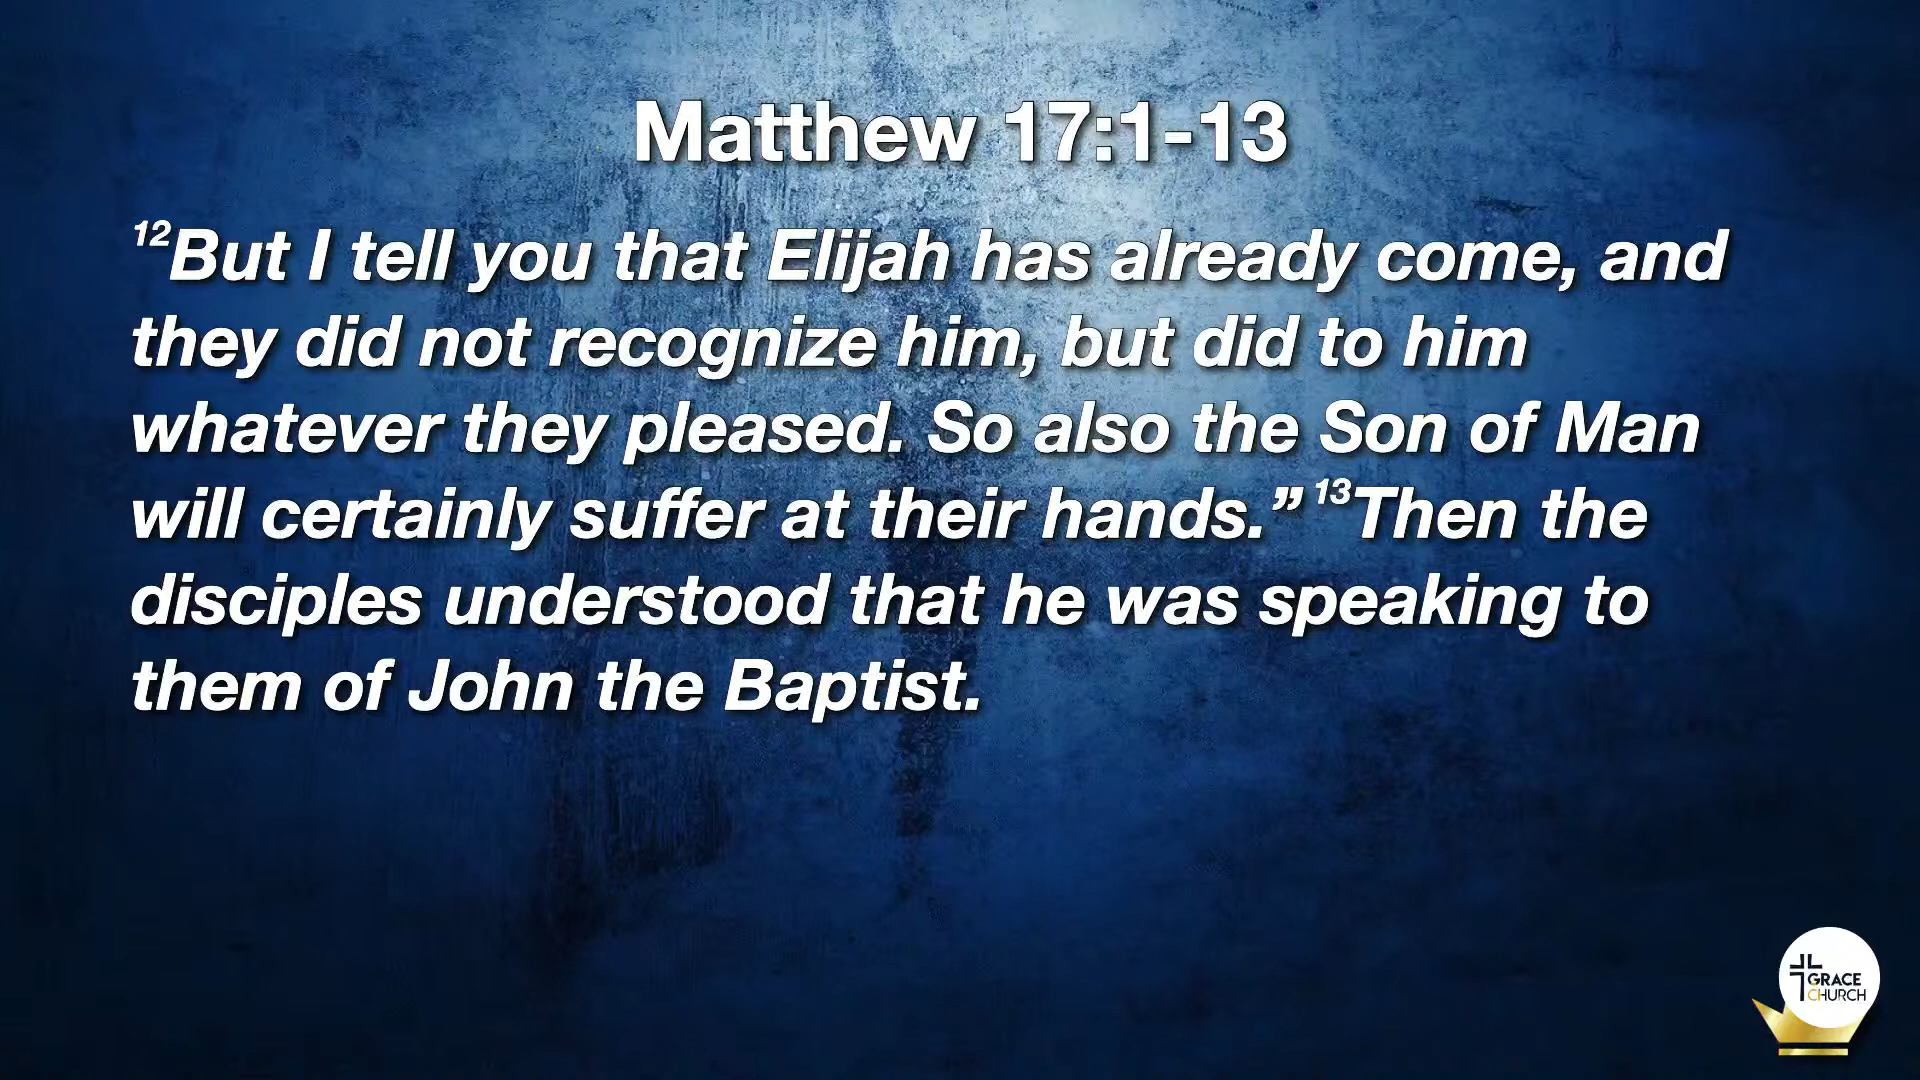 Matthew 17:1-13
¹²But I tell you that Elijah has already come, and
they did not recognize him, but did to him
whatever they pleased. So also the Son of Man
will certainly suffer at their hands.” ¹³Then the
disciples understood that he was speaking to
them of John the Baptist.
GRACE
CHURCH